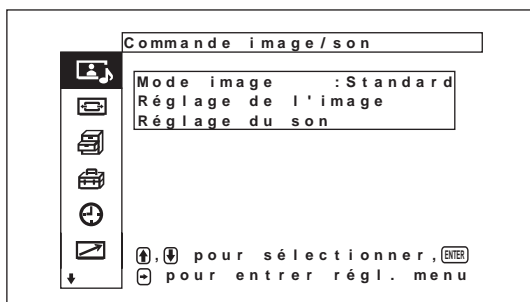 Commande image/son
Mode image :Standard
Réglage de l'image
Réglage du son
, pour sélectionner, ENTER
pour entrer régl. menu